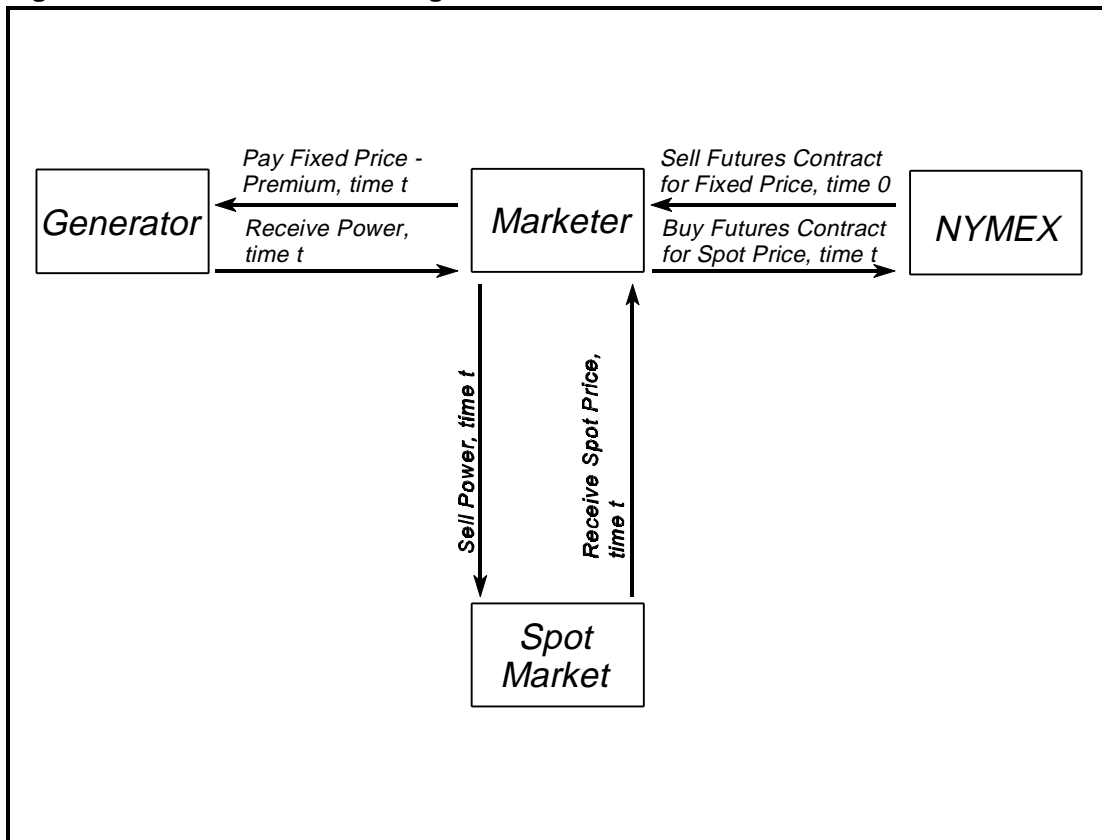 Pay Fixed Price -
Premium, time t
Sell Futures Contract
for Fixed Price, time 0
Generator
Marketer
NYMEX
Receive Power,
time t
Buy Futures Contract
for Spot Price, time t
Sell Power, time t
Receive Spot Price,
time t
Spot
Market